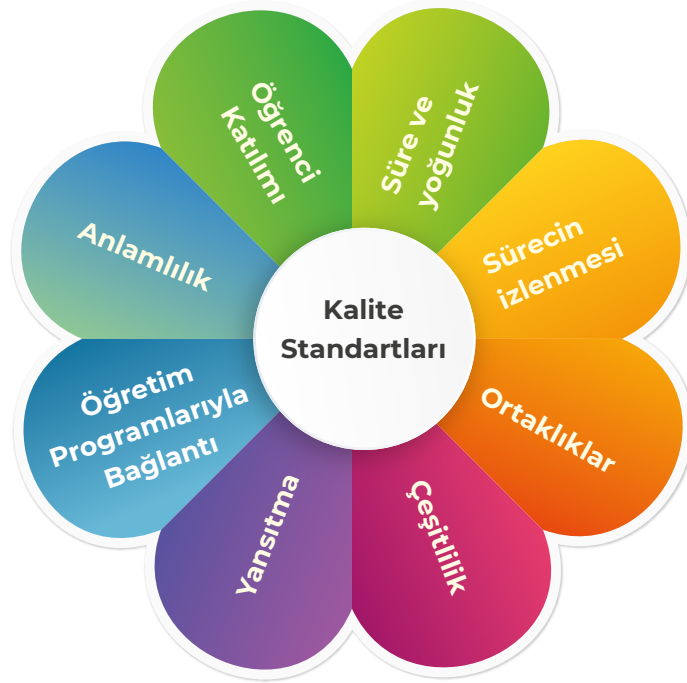 Kalite
Standartları
Süre ve
yoğunluk
Sürecin
izlenmesi
Ortaklıklar
Çeşitlilik
Yansıtma
Öğretim
Programlarıyla
Bağlantı
Anlamlılık
Öğrenci
Katılımı